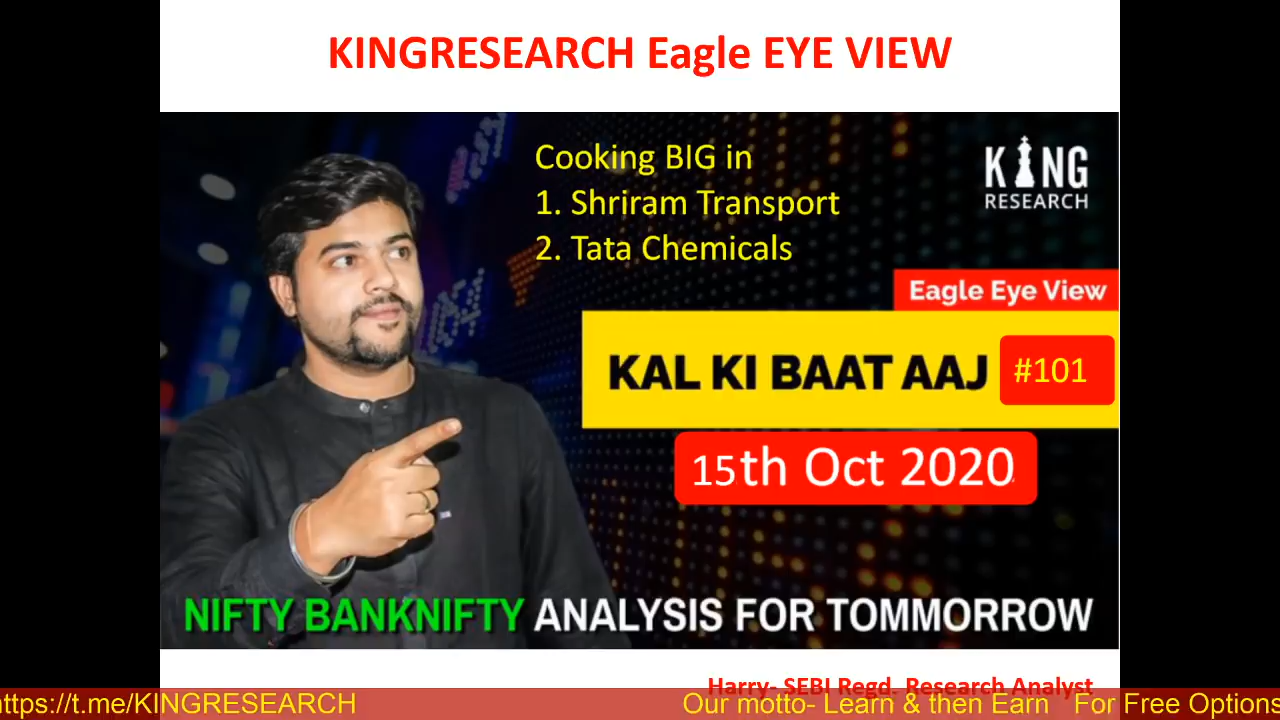 KINGRESEARCH Eagle EYE VIEW
Cooking BIG in
1. Shriram Transport
2. Tata Chemicals
KING
RESEARCH
Eagle Eye View
KAL KI BAAT AAJ #101
15th Oct 2020
NIFTY BANKNIFTY ANALYSIS FOR TOMMORROW
Harry- SEBI Regd. Research Analyst
https://t.me/KINGRESEARCH Our motto- Learn & then Earn For Free Options